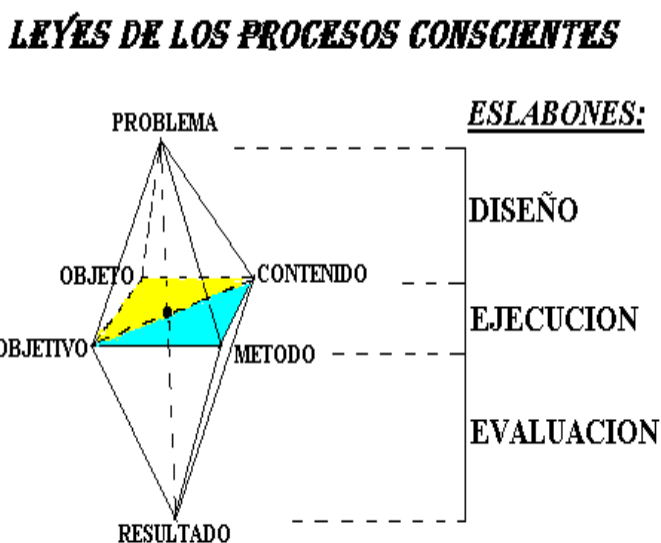 LEYES DE LOS PROCESOS CONSCIENTES
ESLABONES:
PROBLEMA
DISEÑO
OBJETO
CONTENIDO
EJECUCION
OBJETIVO
METODO
EVALUACION
RESULTADO